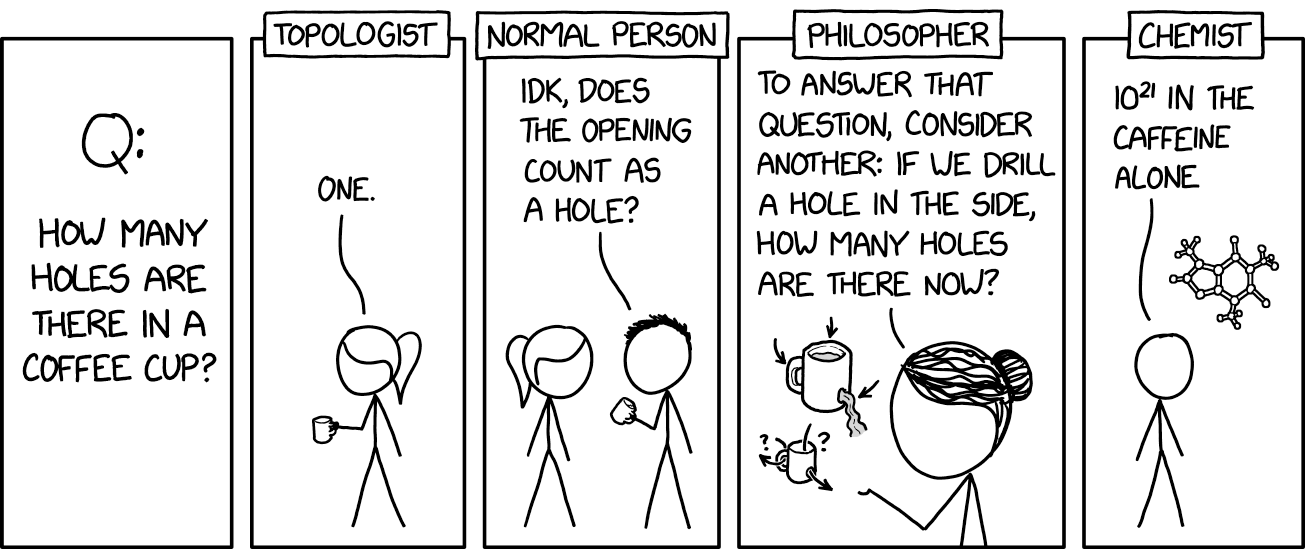 Q:
HOW MANY
HOLES ARE
THERE IN A
COFFEE CUP?
TOPOLOGIST
ONE.
NORMAL PERSON
IDK, DOES
THE OPENING
COUNT AS
A HOLE?
PHILOSOPHER
TO ANSWER THAT
QUESTION, CONSIDER
ANOTHER: IF WE DRILL
A HOLE IN THE SIDE,
HOW MANY HOLES
ARE THERE NOW?
? ?
CHEMIST
10²¹ IN THE
CAFFEINE
ALONE